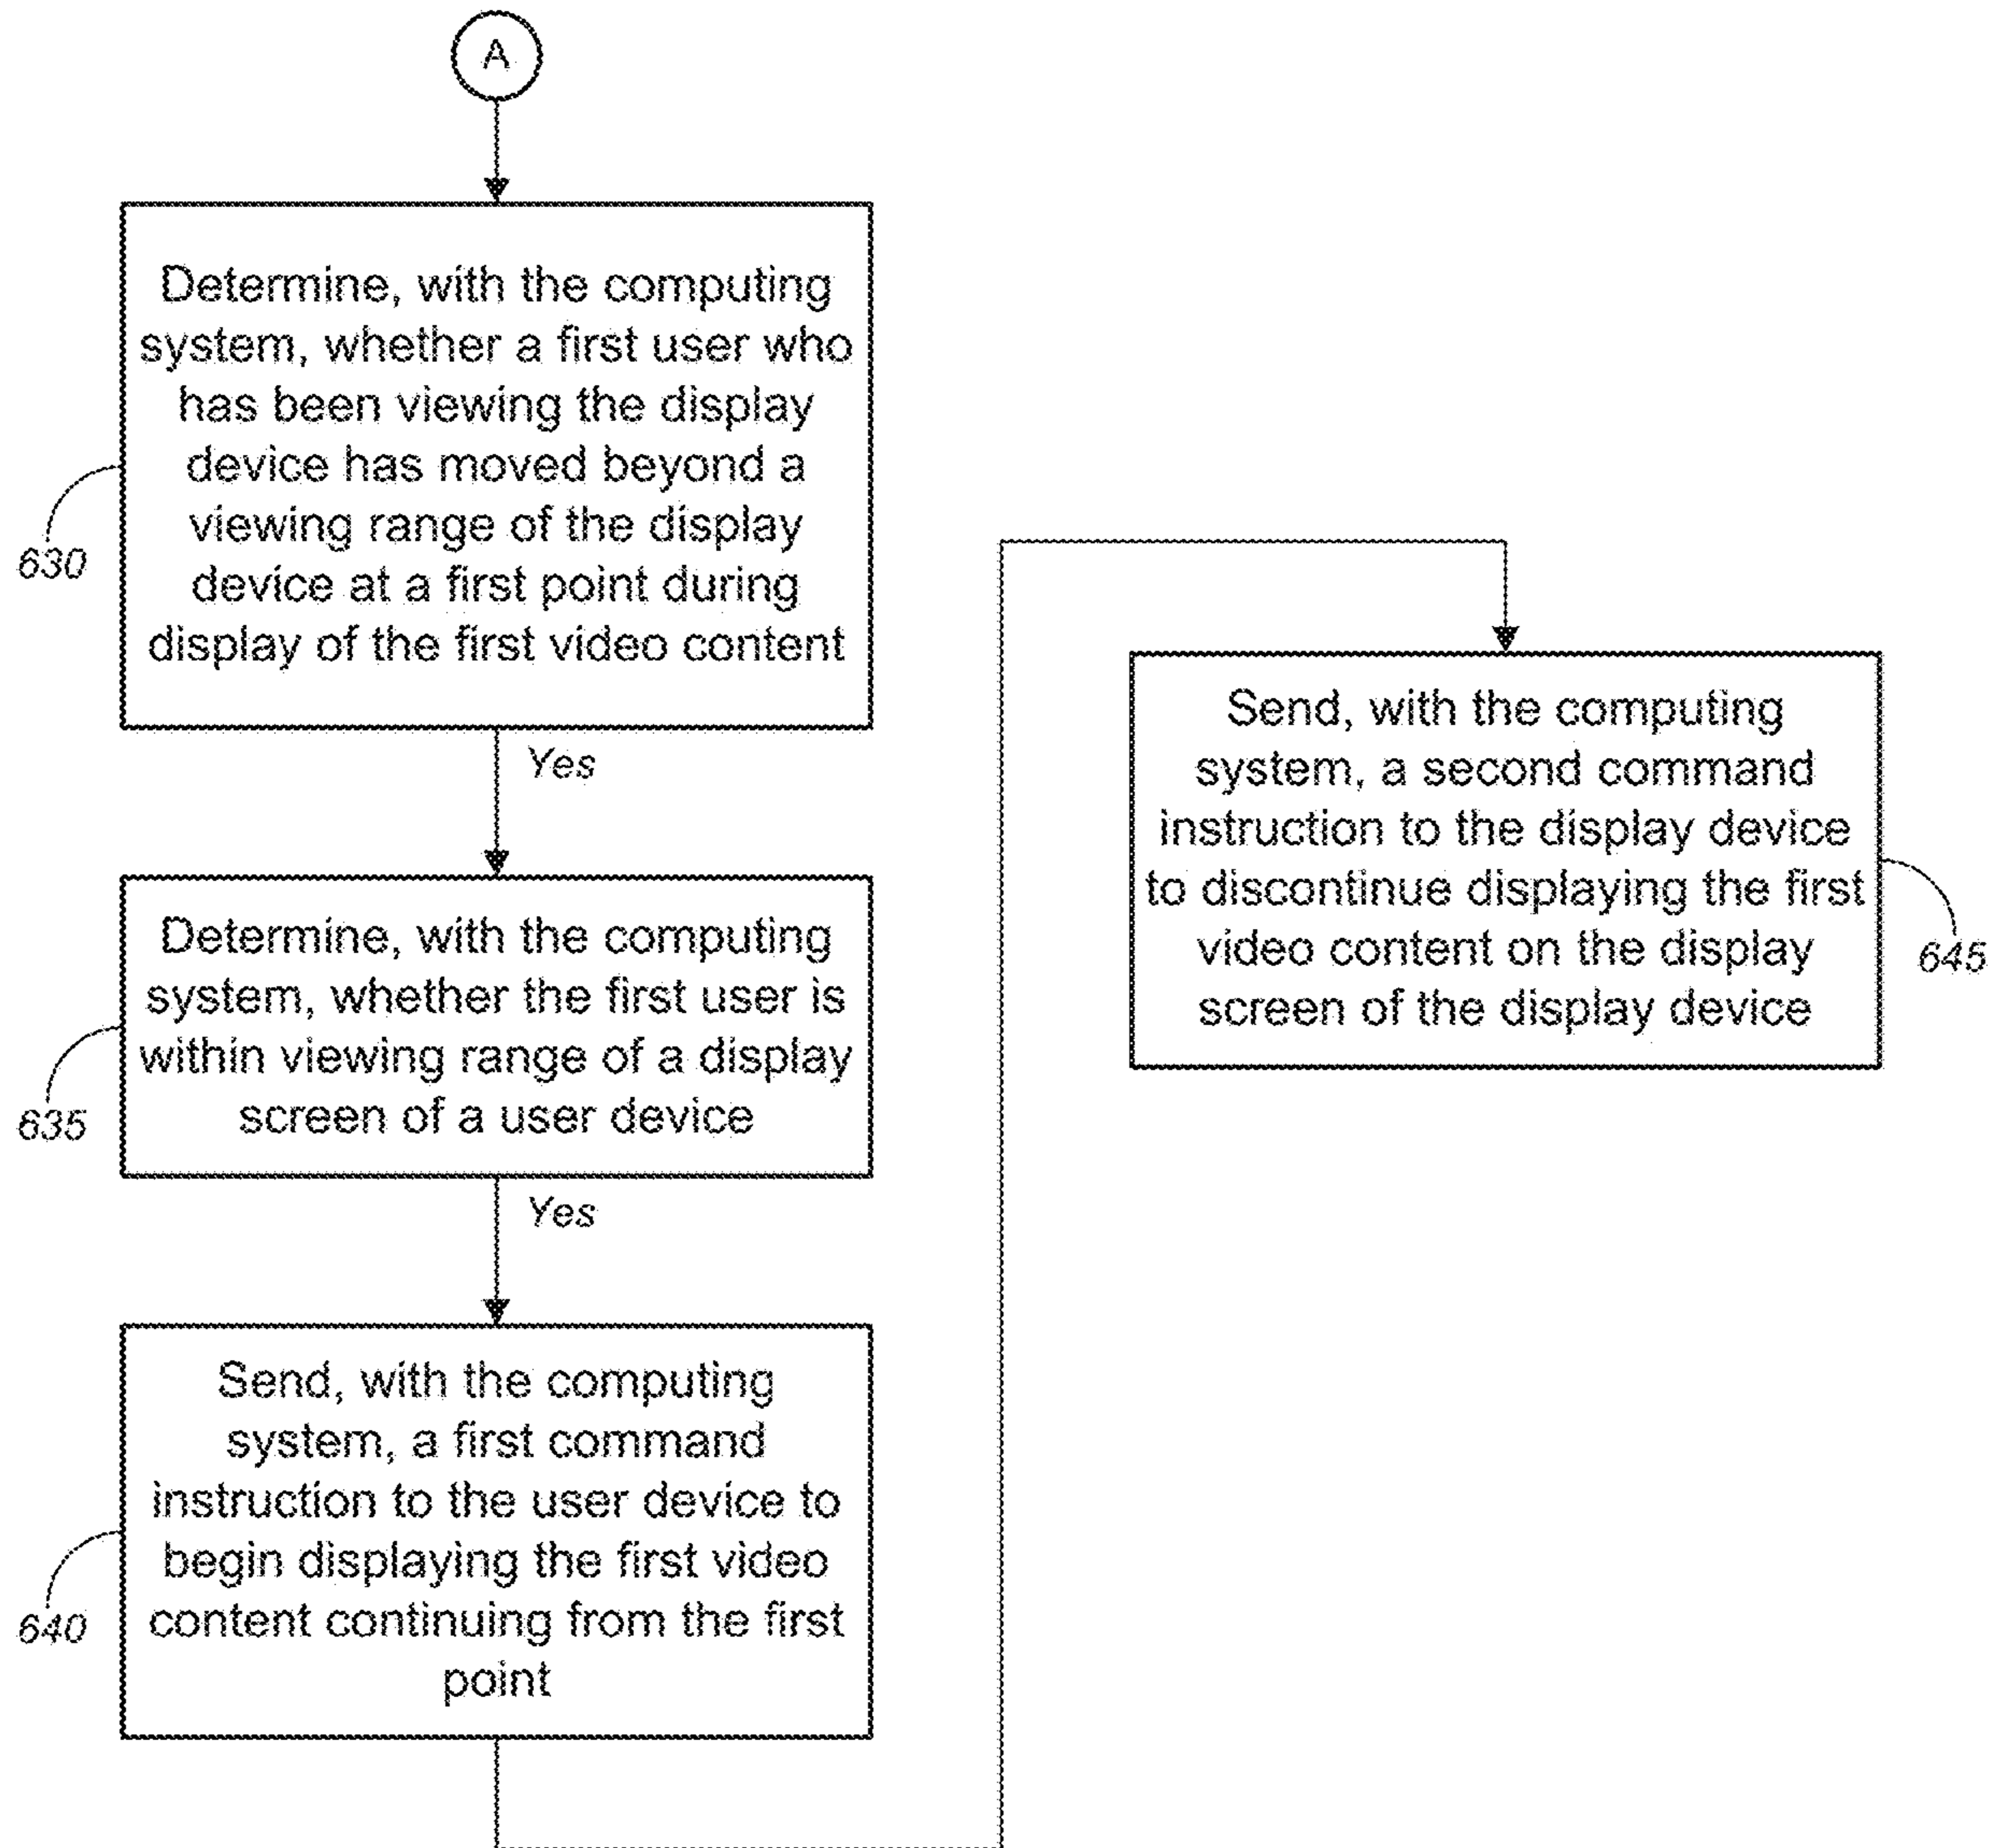 A
Determine, with the computing
system, whether a first user who
has been viewing the display
device has moved beyond a
viewing range of the display
device at a first point during
display of the first video content
630
Yes
Determine, with the computing
system, whether the first user is
within viewing range of a display
screen of a user device
635
Yes
Send, with the computing
system, a first command
instruction to the user device to
begin displaying the first video
content continuing from the first
point
640
Send, with the computing
system, a second command
instruction to the display device
to discontinue displaying the first
video content on the display
screen of the display device
645